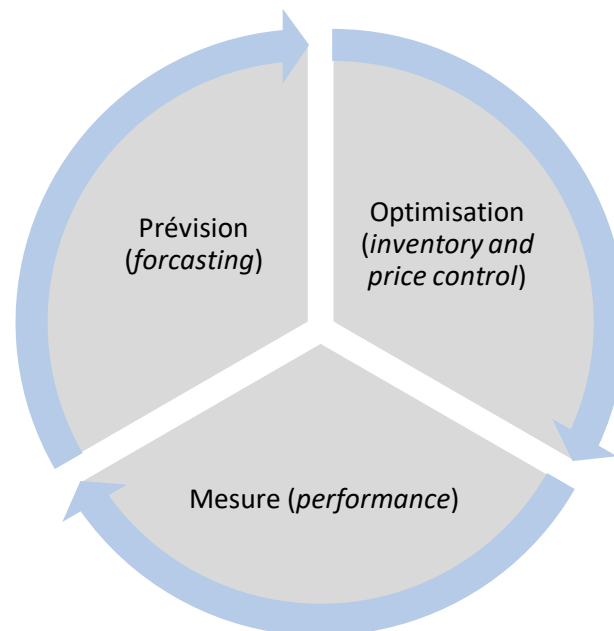 Prévision
(forcasting)
Optimisation
(inventory and
price control)
Mesure (performance)